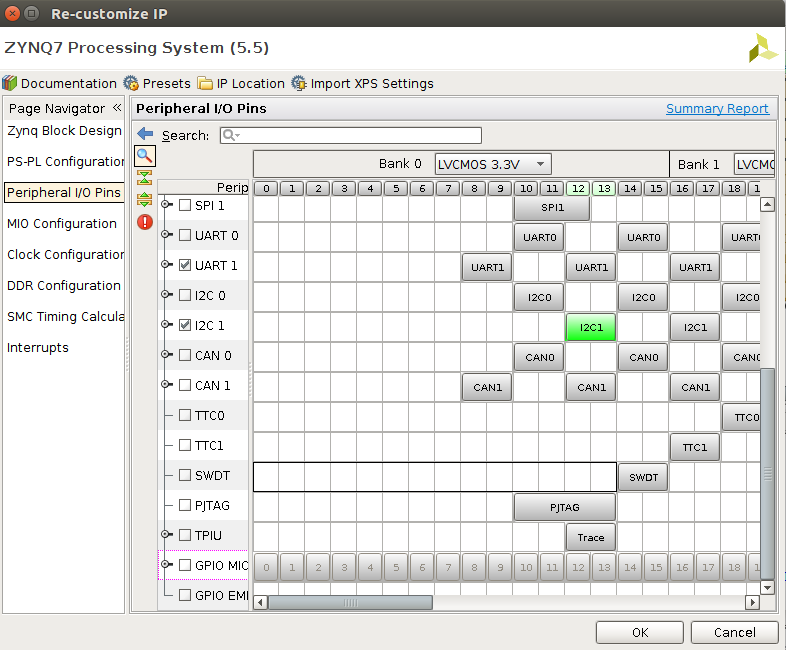 Re-customize IP
ZYNQ7 Processing System (5.5)
Documentation Presets IP Location Import XPS Settings
Page Navigator «
Zynq Block Design
PS-PL Configuration
Peripheral I/O Pins
MIO Configuration
Clock Configuration
DDR Configuration
SMC Timing Calcula
Interrupts
Peripheral I/O Pins Summary Report
Search:
Bank 0 LVCMOS 3.3V Bank 1 LVCMO
Perip 0 1 2 3 4 5 6 7 8 9 10 11 12 13 14 15 16 17 18 1
SPI 1 SPI1
UART 0 UART0 UART0 UART0
UART 1 UART1 UART1 UART1
I2C 0 I2C0 I2C0 I2C0
I2C 1 I2C1 I2C1
CAN 0 CAN0 CAN0 CAN0
CAN 1 CAN1 CAN1 CAN1
TTC0 TTC0
TTC1 TTC1
SWDT SWDT
PJTAG PJTAG
TPIU Trace
GPIO MIO 0 1 2 3 4 5 6 7 8 9 10 11 12 13 14 15 16 17 18 1
GPIO EMI
OK Cancel